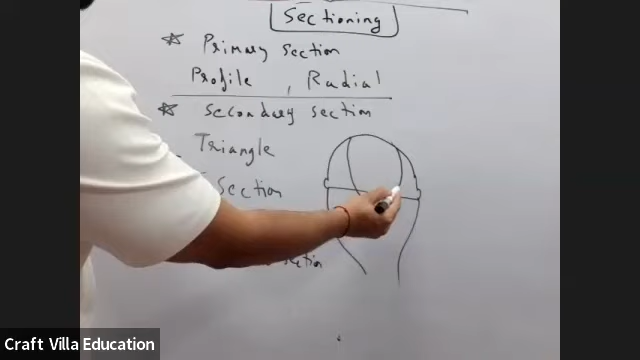 Sectioning
☆ Primary section
Profile , Radial
☆ Secondary section
Triangle
Section
Craft Villa Education